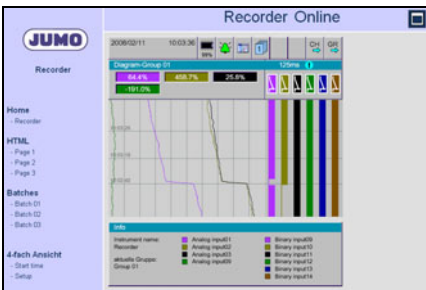 Recorder Online
JUMO
Recorder
Home
- Recorder
HTML
- Page 1
- Page 2
- Page 3
Batches
- Batch 01
- Batch 02
- Batch 03
4-fach Ansicht
- Start time
- Setup
2008/02/11 10:03:36 CH GR
99%
Diagram-Group 01 125ms
64.4% 458.7% 25.8%
-191.0%
Info
Instrument name:
Recorder
aktuelle Gruppe:
Group 01
Analog input01
Analog input02
Analog input03
Analog input09
Binary input09
Binary input10
Binary input11
Binary input12
Binary input13
Binary input14